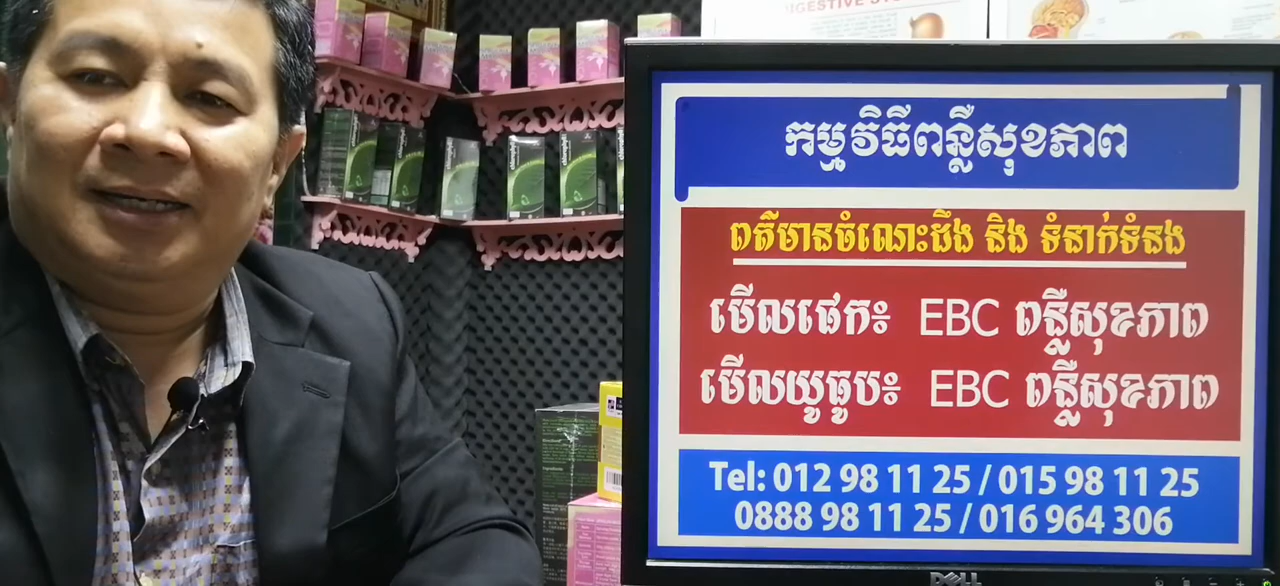 DIGESTIVE
កម្មវិធីពន្លឺសុខភាព
ពត៌មានចំណេះដឹង និង ទំនាក់ទំនង
មើលផេក៖ EBC ពន្លឺសុខភាព
មើលយូធូប៖ EBC ពន្លឺសុខភាព
Tel: 012 98 11 25 / 015 98 11 25
0888 98 11 25 / 016 964 306
DELL